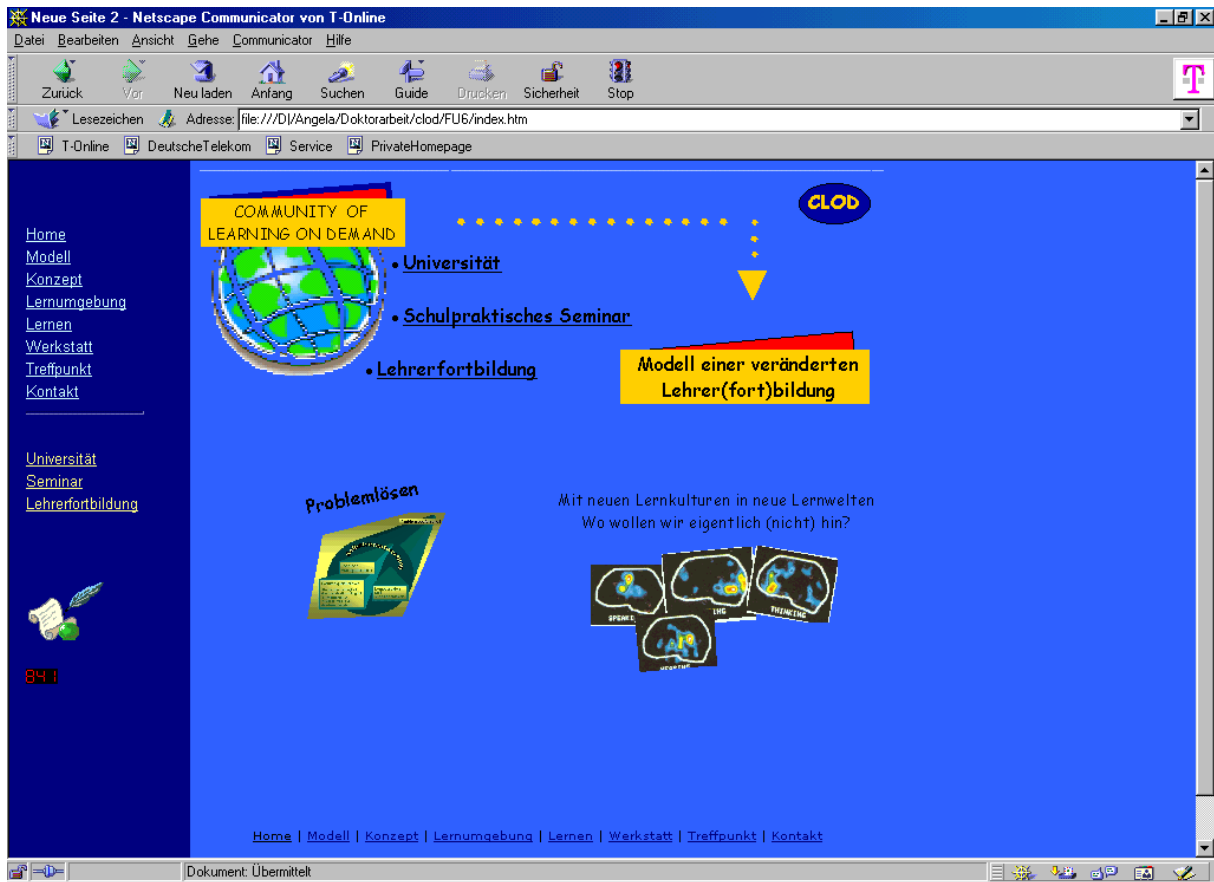 Neue Seite 2 - Netscape Communicator von T-Online
Datei Bearbeiten Ansicht Gehe Communicator Hilfe
Zurück Vor Neu laden Anfang Suchen Guide Drucken Sicherheit Stop
T
Lesezeichen Adresse: file:///D|/Angela/Doktorarbeit/clod/FU6/index.htm
T-Online DeutscheTelekom Service PrivateHomepage
Home
Modell
Konzept
Lernumgebung
Lernen
Werkstatt
Treffpunkt
Kontakt
Universität
Seminar
Lehrerfortbildung
841
COMMUNITY OF
LEARNING ON DEMAND
CLOD
• Universität
• Schulpraktisches Seminar
• Lehrerfortbildung
Modell einer veränderten
Lehrer(fort)bildung
Problemlösen
Mit neuen Lernkulturen in neue Lernwelten
Wo wollen wir eigentlich (nicht) hin?
THINKING
Home | Modell | Konzept | Lernumgebung | Lernen | Werkstatt | Treffpunkt | Kontakt
Dokument: Übermittelt